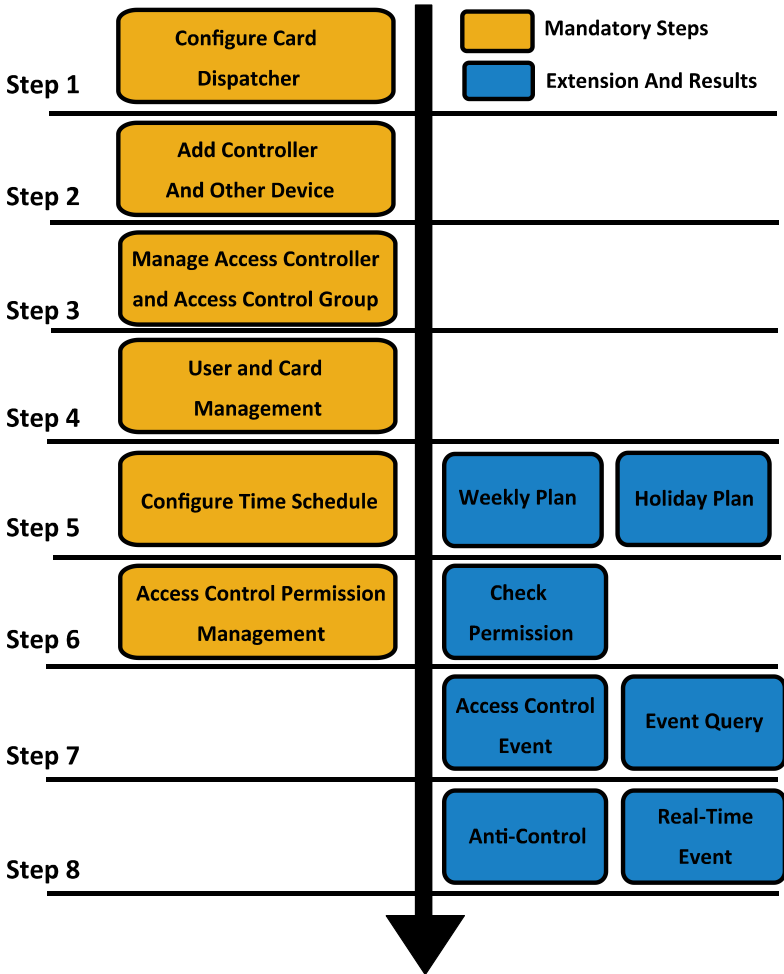 Configure Card
Dispatcher
Mandatory Steps
Extension And Results
Step 1
Add Controller
And Other Device
Step 2
Manage Access Controller
and Access Control Group
Step 3
User and Card
Management
Step 4
Configure Time Schedule
Weekly Plan
Holiday Plan
Step 5
Access Control Permission
Management
Check
Permission
Step 6
Access Control
Event
Event Query
Step 7
Anti-Control
Real-Time
Event
Step 8